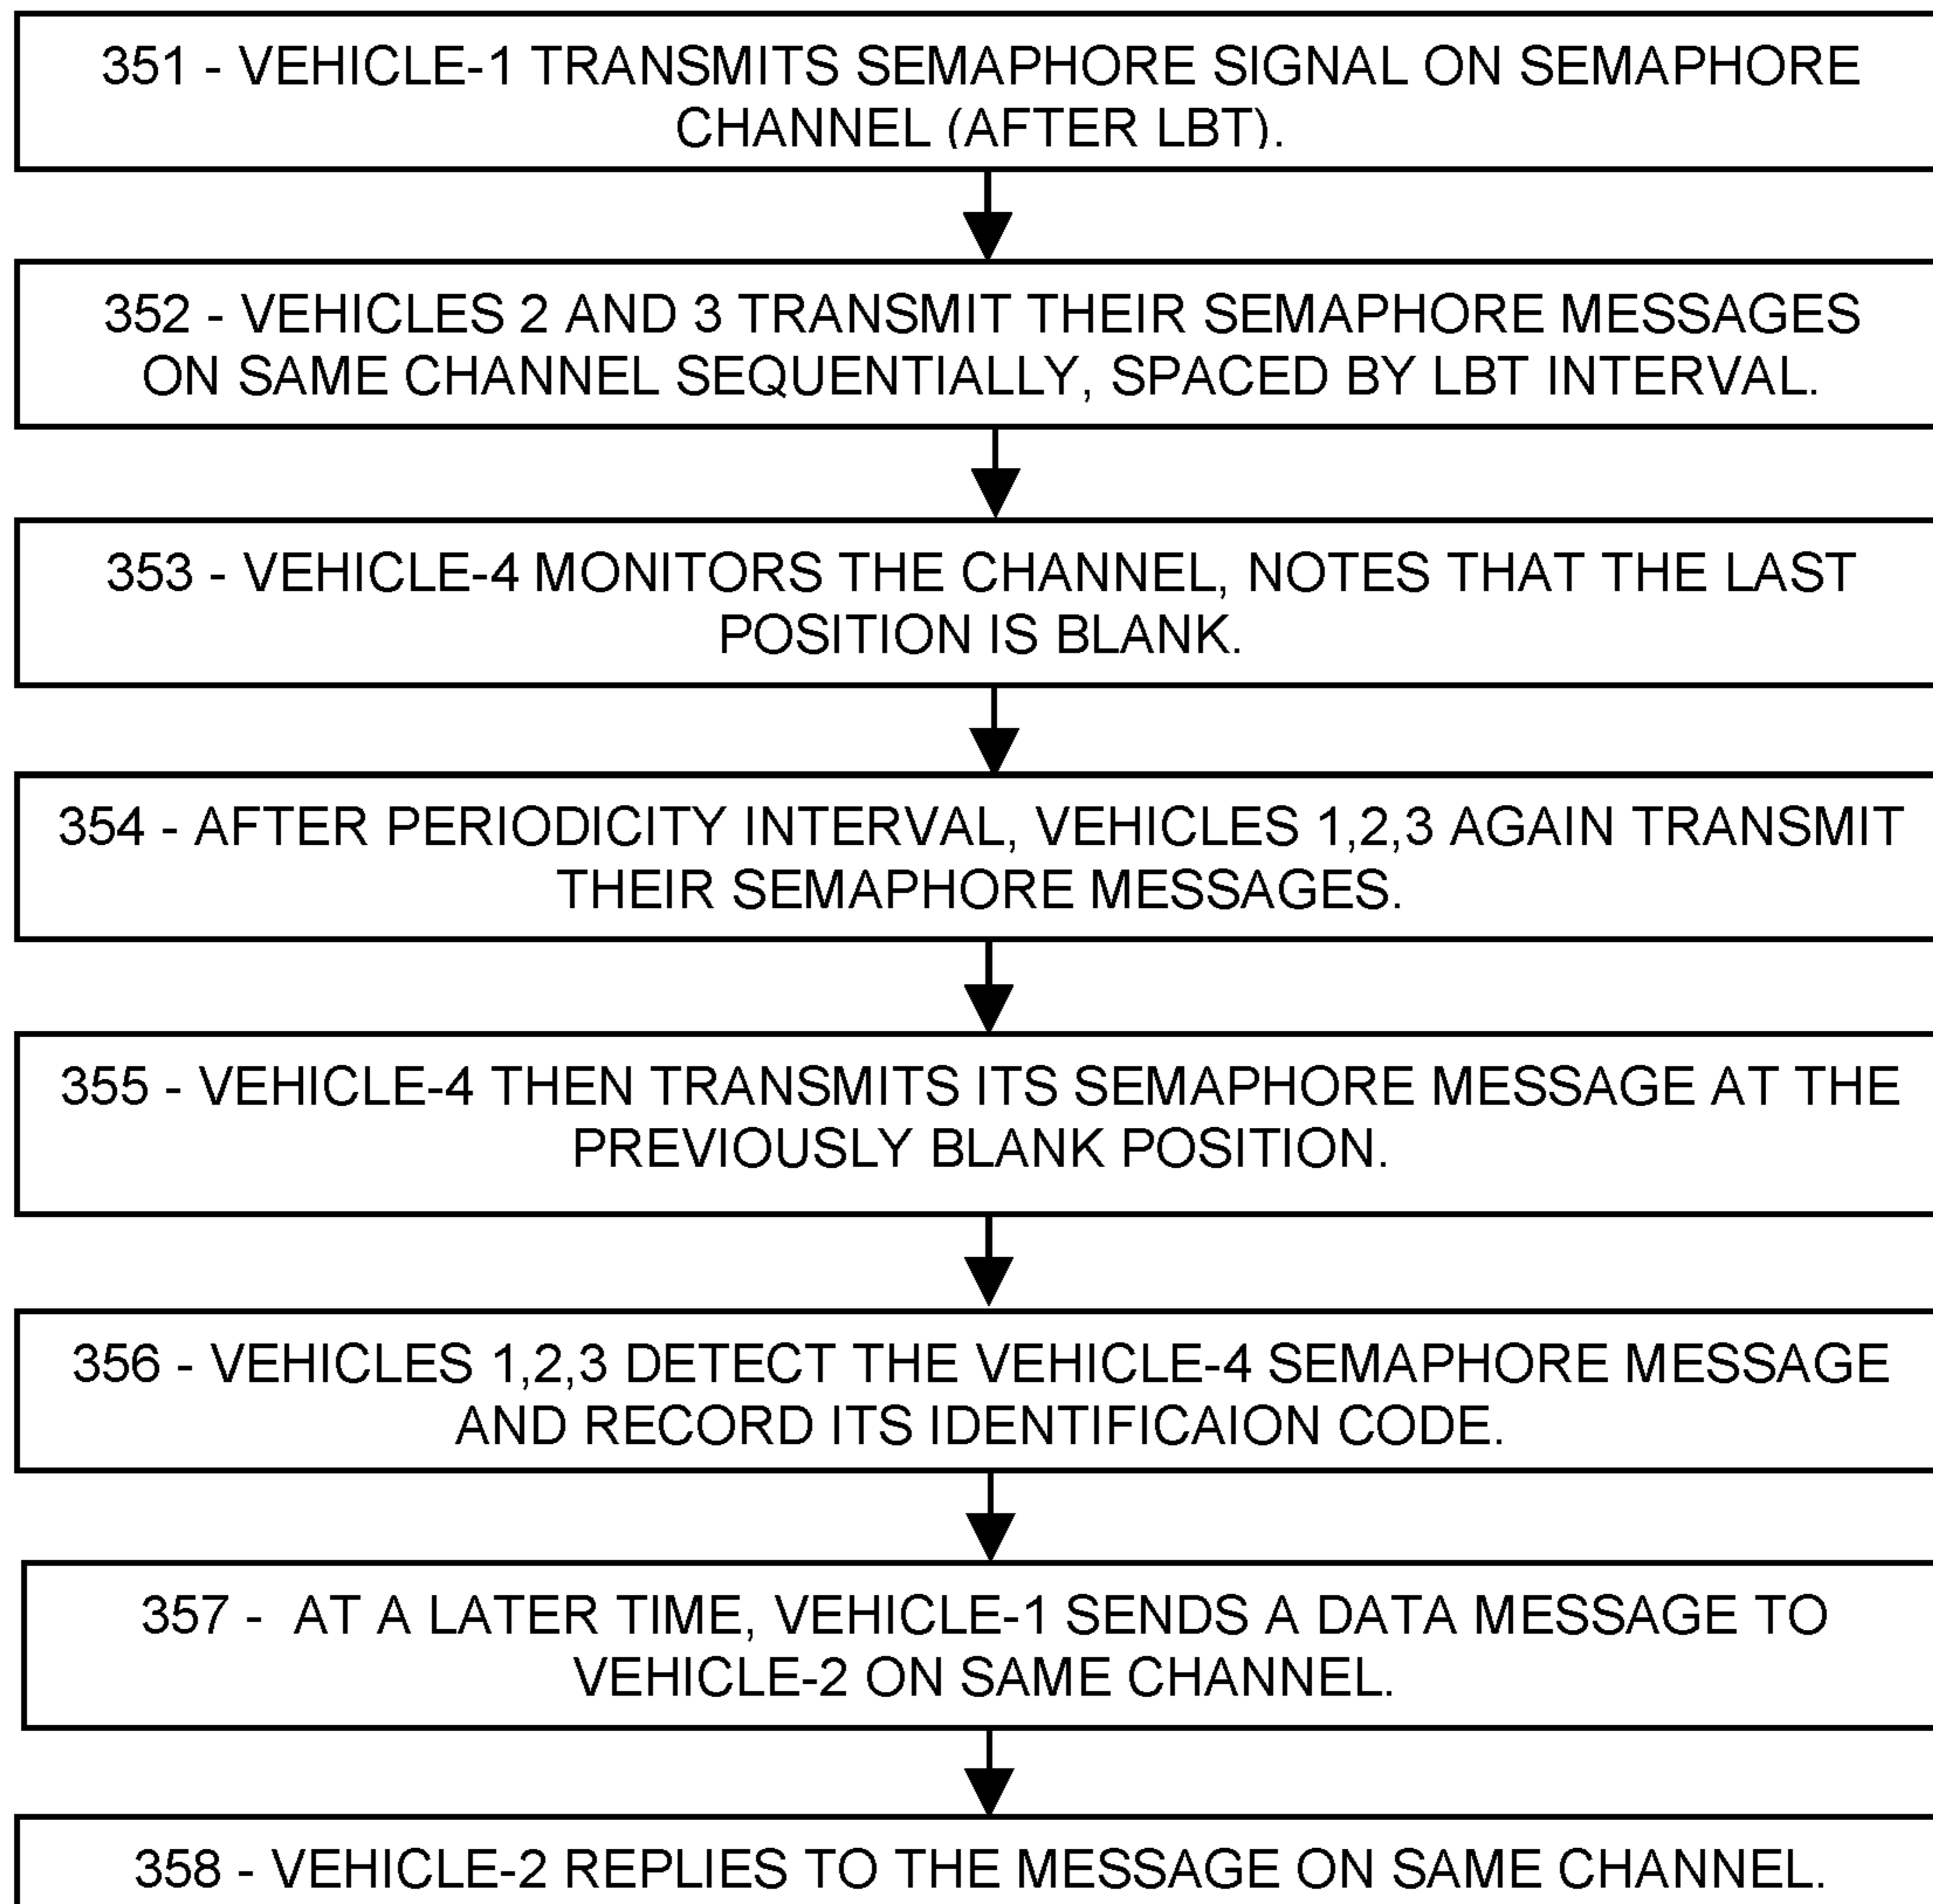 351 - VEHICLE-1 TRANSMITS SEMAPHORE SIGNAL ON SEMAPHORE
CHANNEL (AFTER LBT).
352 - VEHICLES 2 AND 3 TRANSMIT THEIR SEMAPHORE MESSAGES
ON SAME CHANNEL SEQUENTIALLY, SPACED BY LBT INTERVAL.
353 - VEHICLE-4 MONITORS THE CHANNEL, NOTES THAT THE LAST
POSITION IS BLANK.
354 - AFTER PERIODICITY INTERVAL, VEHICLES 1,2,3 AGAIN TRANSMIT
THEIR SEMAPHORE MESSAGES.
355 - VEHICLE-4 THEN TRANSMITS ITS SEMAPHORE MESSAGE AT THE
PREVIOUSLY BLANK POSITION.
356 - VEHICLES 1,2,3 DETECT THE VEHICLE-4 SEMAPHORE MESSAGE
AND RECORD ITS IDENTIFICAION CODE.
357 -  AT A LATER TIME, VEHICLE-1 SENDS A DATA MESSAGE TO
VEHICLE-2 ON SAME CHANNEL.
358 - VEHICLE-2 REPLIES TO THE MESSAGE ON SAME CHANNEL.